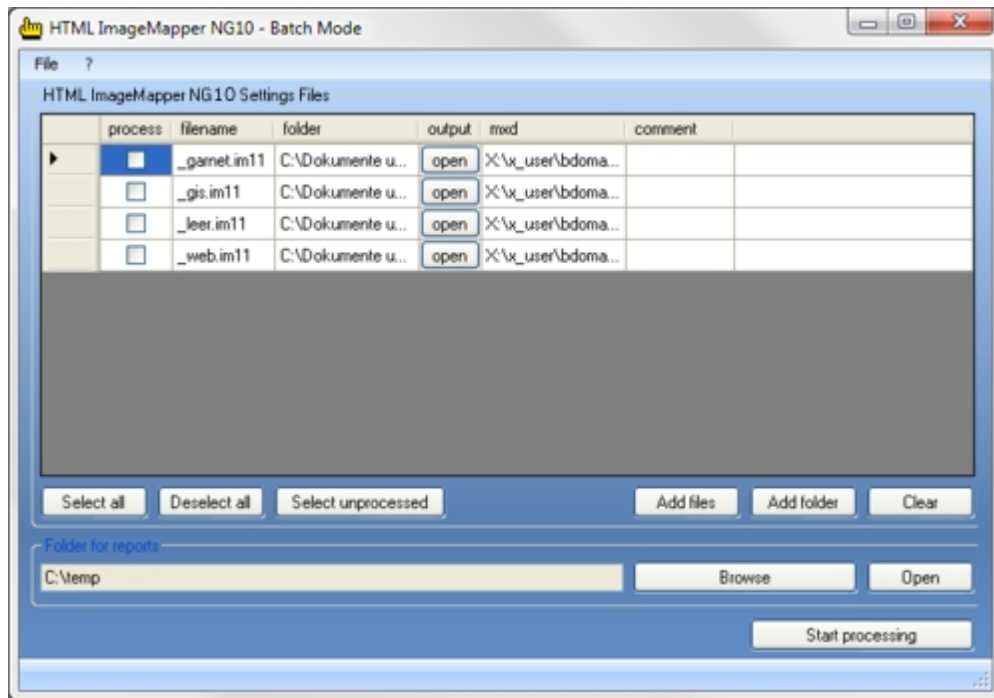 HTML ImageMapper NG10 - Batch Mode
File ?
HTML ImageMapper NG10 Settings Files
process filename folder output mxd comment
_garnet.im11 C:\Dokumente u... open X:\x_user\bdoma...
_gis.im11 C:\Dokumente u... open X:\x_user\bdoma...
_leer.im11 C:\Dokumente u... open X:\x_user\bdoma...
_web.im11 C:\Dokumente u... open X:\x_user\bdoma...
Select all Deselect all Select unprocessed Add files Add folder Clear
Folder for reports
C:\temp Browse Open
Start processing